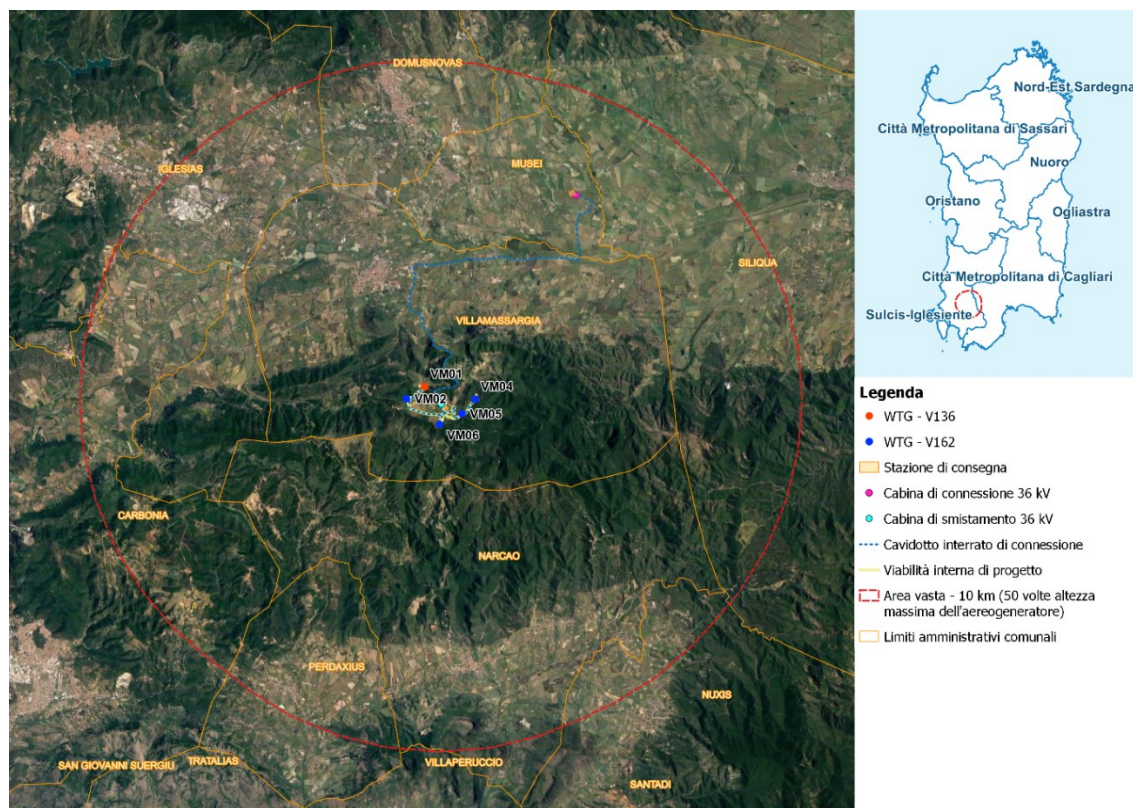 DOMUSNOVAS
IGLESIAS
MUSEI
SILIQUA
VILLAMASSARGIA
VM01
VM02
VM04
VM05
VM06
CARBONIA
NARCAO
PERDAXIUS
NUXIS
SAN GIOVANNI SUERGIU
TRATALIAS
VILLAPERUCCIO
SANTADI
Nord-Est Sardegna
Città Metropolitana di Sassari
Nuoro
Oristano
Ogliastra
Città Metropolitana di Cagliari
Sulcis-Iglesiente
Legenda
WTG - V136
WTG - V162
Stazione di consegna
Cabina di connessione 36 kV
Cabina di smistamento 36 kV
Cavidotto interrato di connessione
Viabilità interna di progetto
Area vasta - 10 km (50 volte altezza
massima dell'aereogeneratore)
Limiti amministrativi comunali